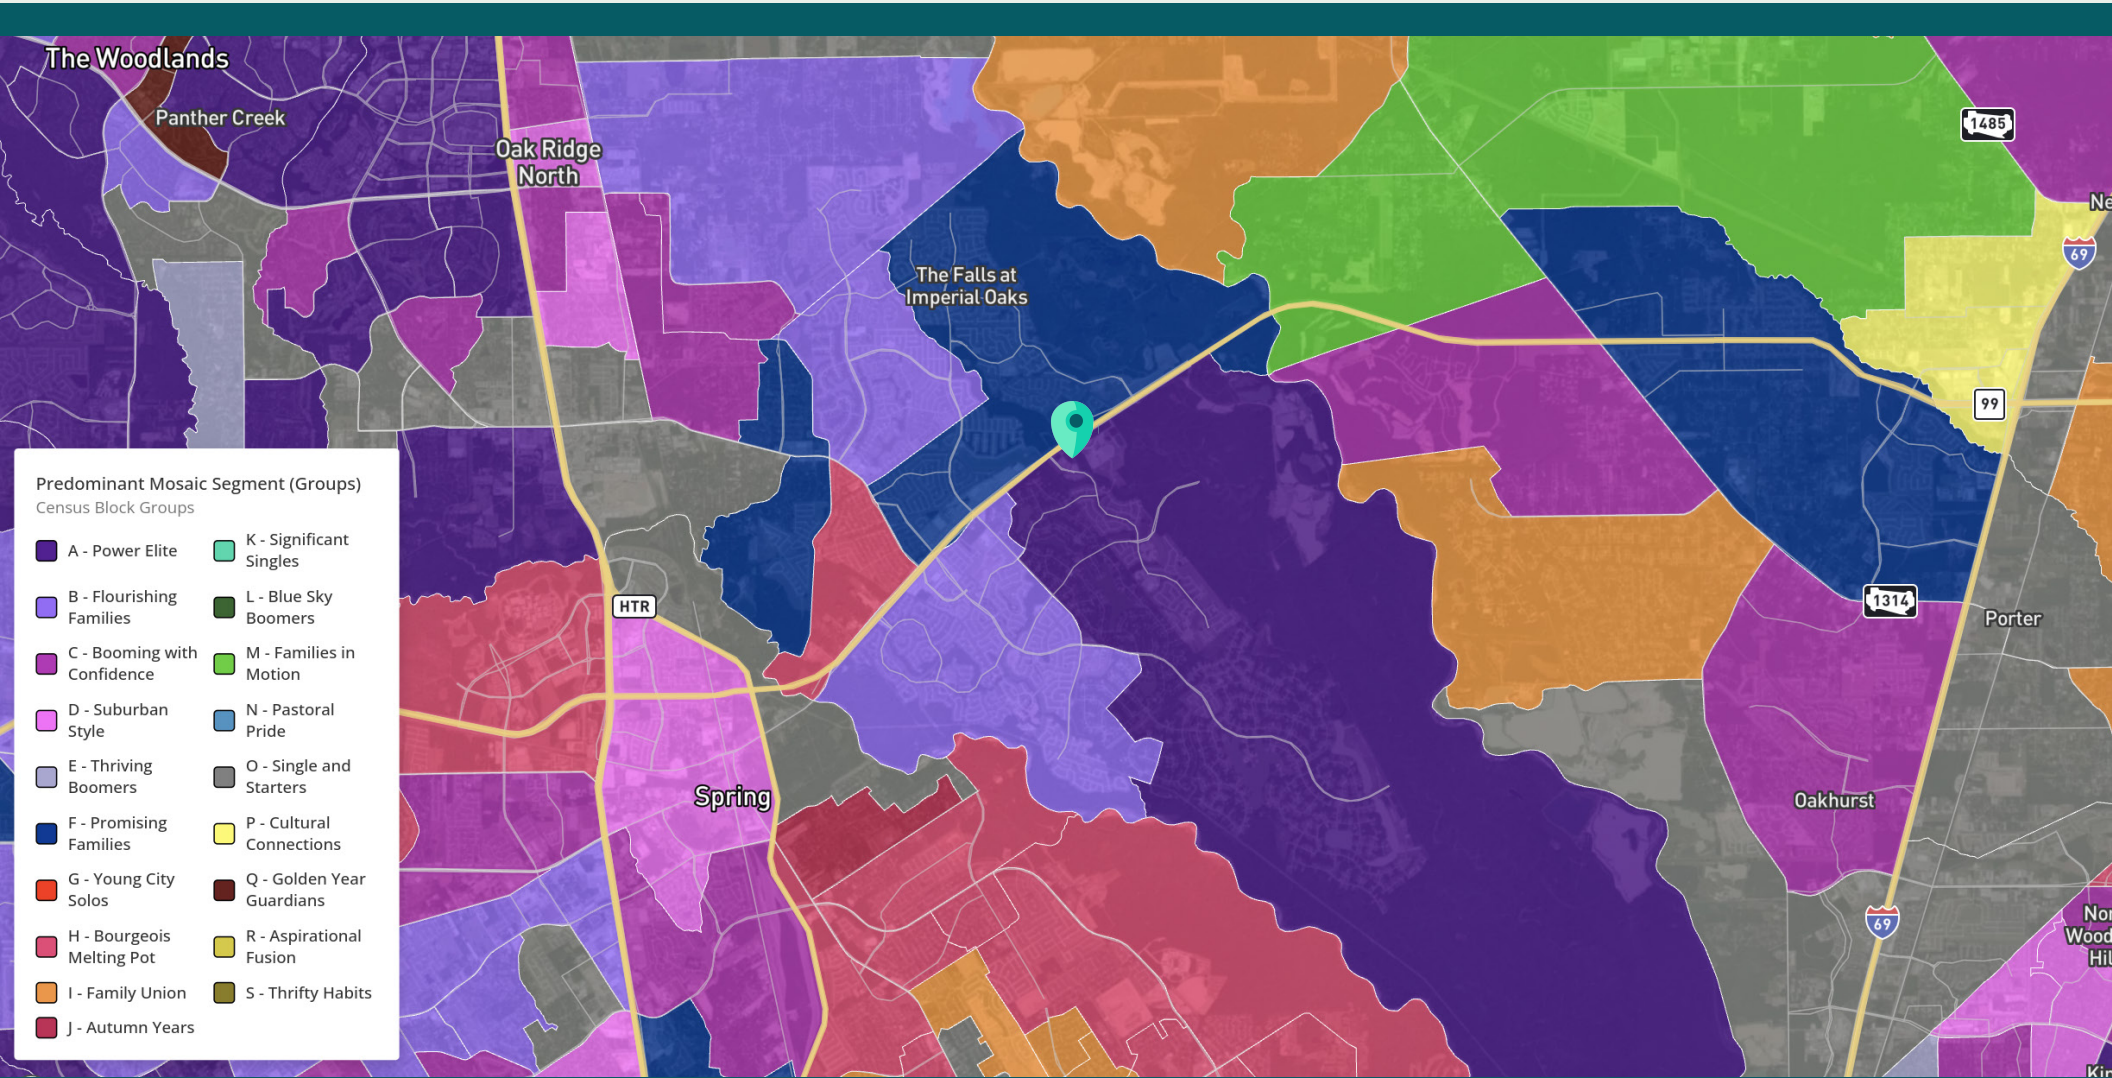 The Woodlands
Panther Creek
Oak Ridge
North
1485
69
The Falls at
Imperial Oaks
99
HTR
1314
Porter
Spring
Oakhurst
69
Predominant Mosaic Segment (Groups)
Census Block Groups
A - Power Elite
B - Flourishing
Families
C - Booming with
Confidence
D - Suburban
Style
E - Thriving
Boomers
F - Promising
Families
G - Young City
Solos
H - Bourgeois
Melting Pot
I - Family Union
J - Autumn Years
K - Significant
Singles
L - Blue Sky
Boomers
M - Families in
Motion
N - Pastoral
Pride
O - Single and
Starters
P - Cultural
Connections
Q - Golden Year
Guardians
R - Aspirational
Fusion
S - Thrifty Habits